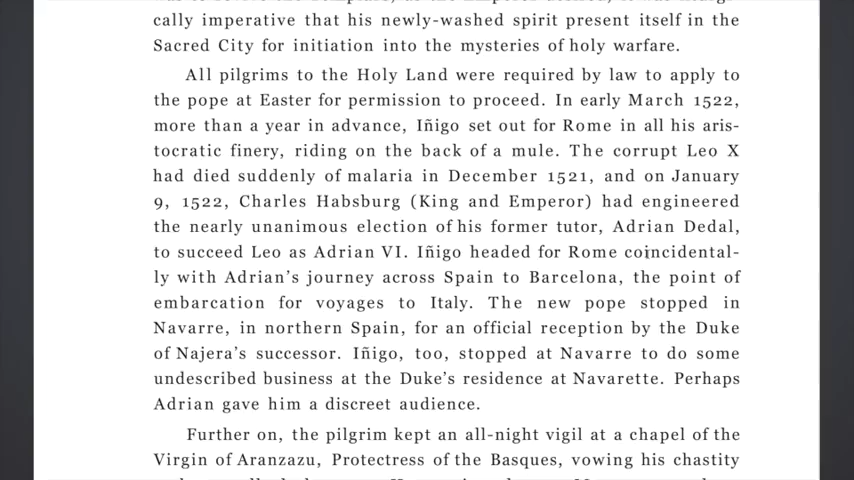 cally imperative that his newly-washed spirit present itself in the
Sacred City for initiation into the mysteries of holy warfare.
All pilgrims to the Holy Land were required by law to apply to
the pope at Easter for permission to proceed. In early March 1522,
more than a year in advance, Iñigo set out for Rome in all his aris-
tocratic finery, riding on the back of a mule. The corrupt Leo X
had died suddenly of malaria in December 1521, and on January
9, 1522, Charles Habsburg (King and Emperor) had engineered
the nearly unanimous election of his former tutor, Adrian Dedal,
to succeed Leo as Adrian VI. Iñigo headed for Rome coincidental-
ly with Adrian's journey across Spain to Barcelona, the point of
embarcation for voyages to Italy. The new pope stopped in
Navarre, in northern Spain, for an official reception by the Duke
of Najera's successor. Iñigo, too, stopped at Navarre to do some
undescribed business at the Duke's residence at Navarette. Perhaps
Adrian gave him a discreet audience.
Further on, the pilgrim kept an all-night vigil at a chapel of the
Virgin of Aranzazu, Protectress of the Basques, vowing his chastity